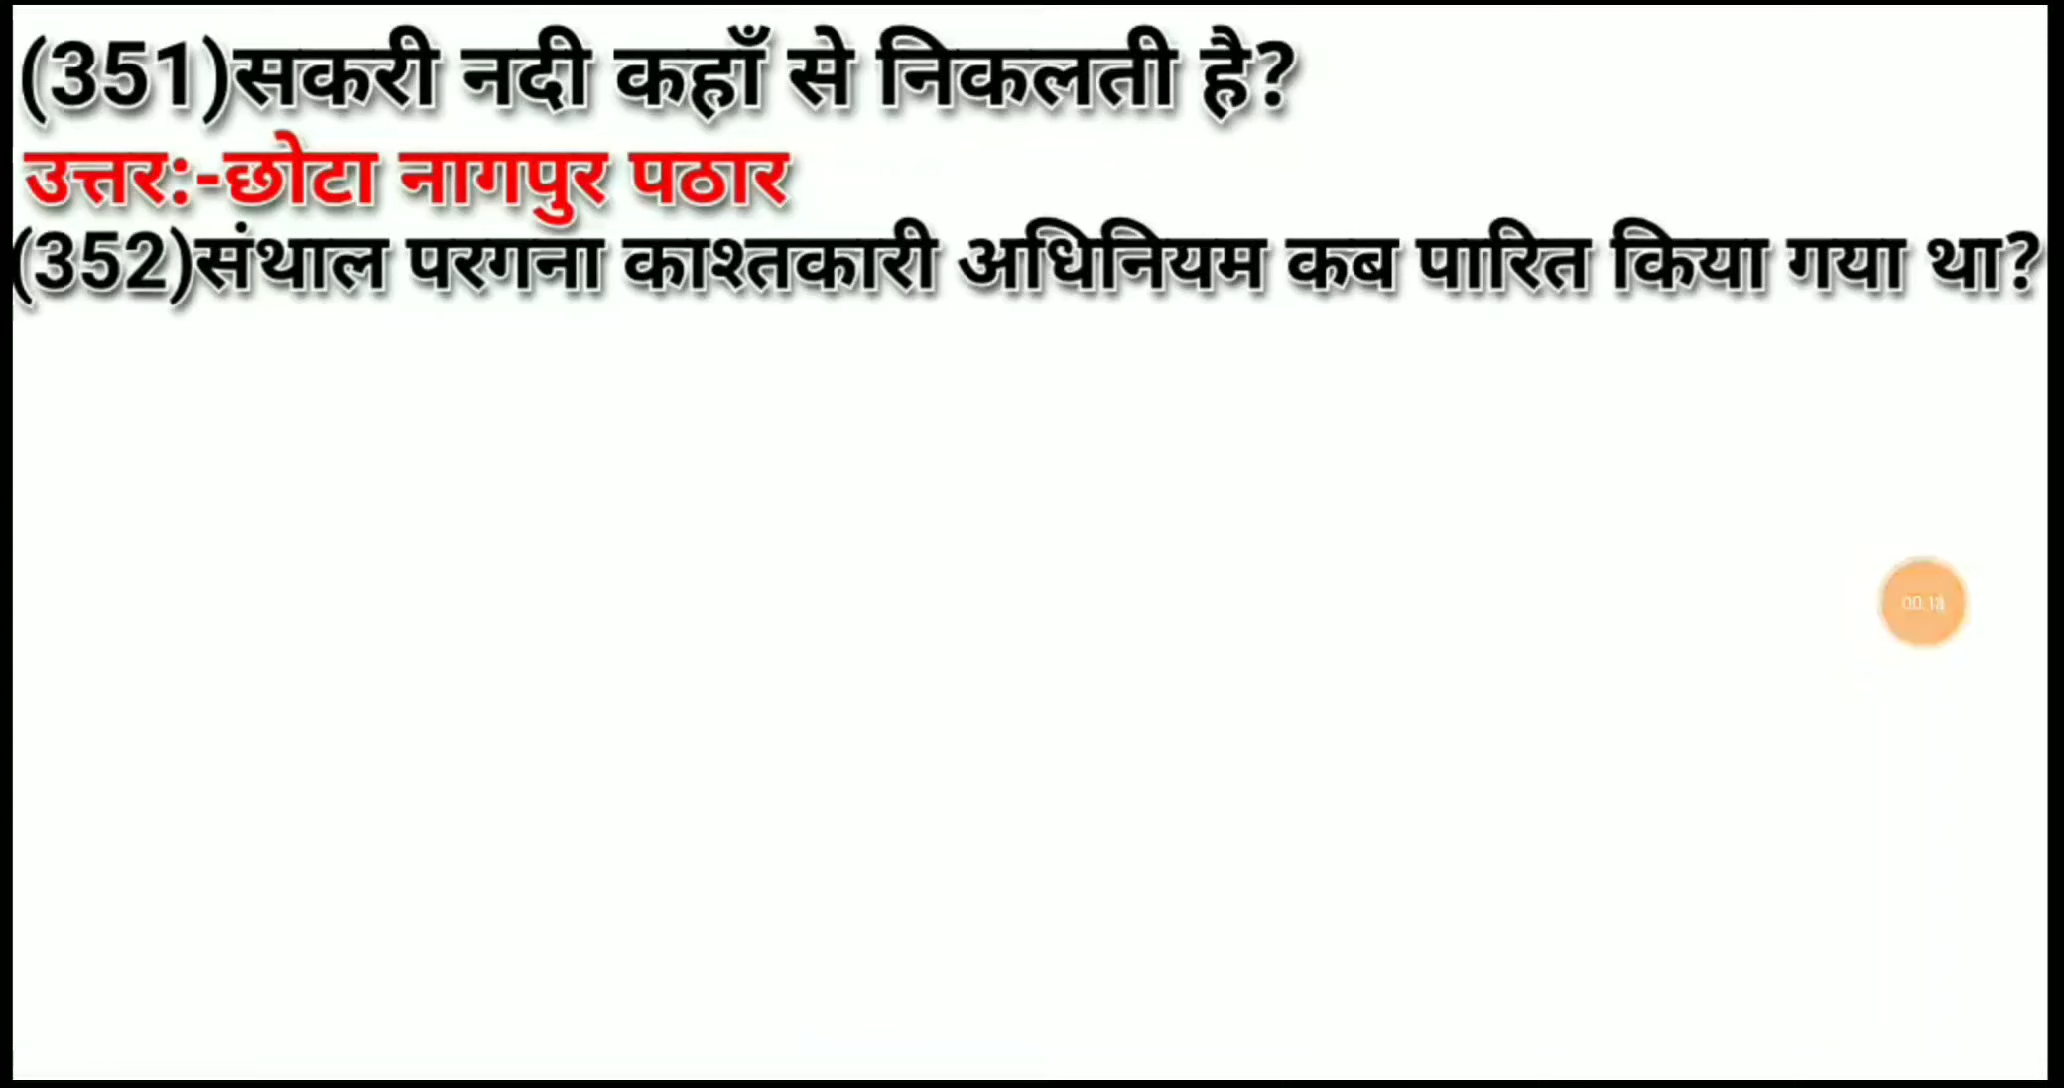 (351)सकरी नदी कहाँ से निकलती है?
उत्तर:-छोटा नागपुर पठार
(352)संथाल परगना काश्तकारी अधिनियम कब पारित किया गया था?